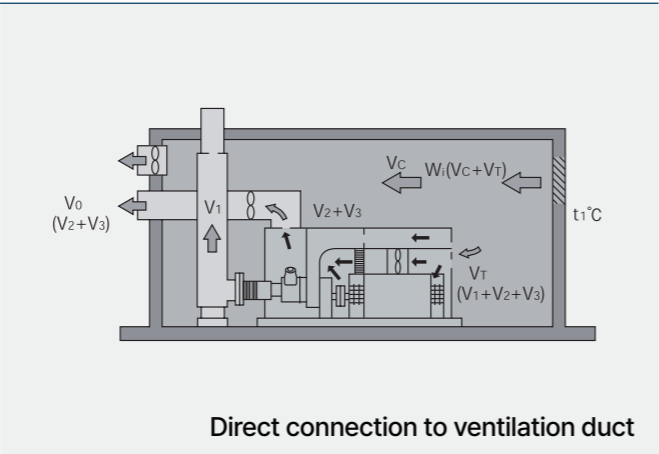 Vc Wi(Vc+VT)
Vo
(V2+V3)
V1
V2+V3
t1°C
VT
(V1+V2+V3)
Direct connection to ventilation duct